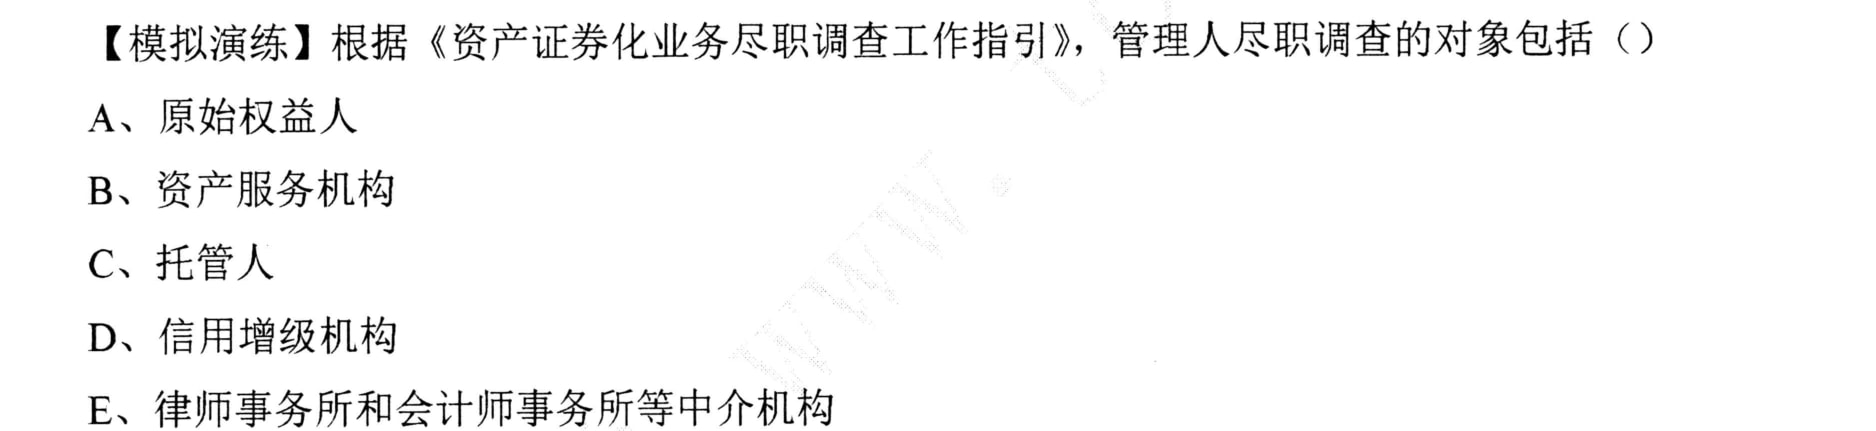 【模拟演练】根据《资产证券化业务尽职调查工作指引》，管理人尽职调查的对象包括（）
A、原始权益人
B、资产服务机构
C、托管人
D、信用增级机构
E、律师事务所和会计师事务所等中介机构
www.